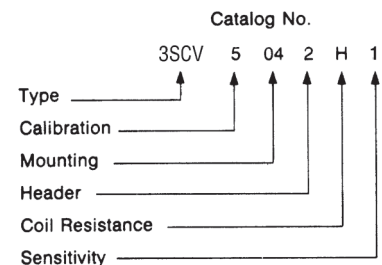 Catalog No.
3SCV 5 04 2 H 1
Type
Calibration
Mounting
Header
Coil Resistance
Sensitivity